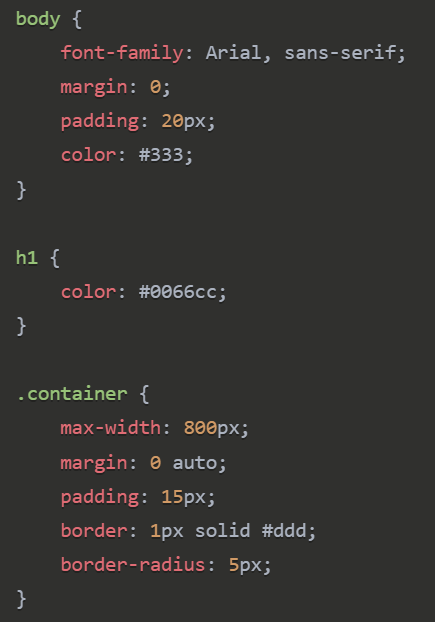 body {
    font-family: Arial, sans-serif;
    margin: 0;
    padding: 20px;
    color: #333;
}

h1 {
    color: #0066cc;
}

.container {
    max-width: 800px;
    margin: 0 auto;
    padding: 15px;
    border: 1px solid #ddd;
    border-radius: 5px;
}